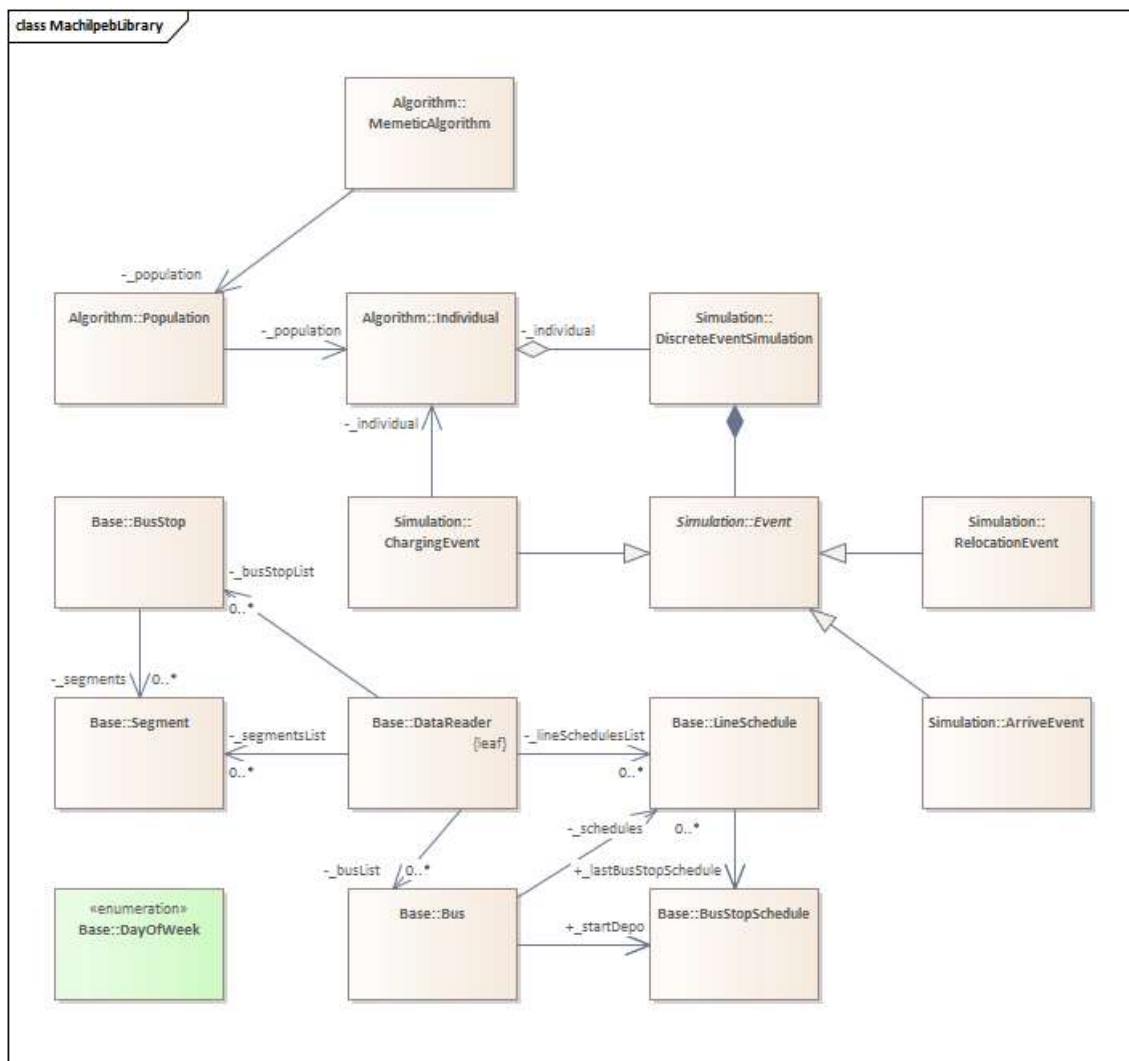 class MachilpebLibrary
Algorithm::
MemeticAlgorithm
-_population
Algorithm::Population
-_population
Algorithm::Individual
-_individual
Simulation::
DiscreteEventSimulation
-_individual
Base::BusStop
Simulation::
ChargingEvent
Simulation::Event
Simulation::
RelocationEvent
-_busStopList
0..*
-_segments
0..*
Base::Segment
-_segmentsList
0..*
Base::DataReader
{leaf}
-_lineSchedulesList
0..*
Base::LineSchedule
Simulation::ArriveEvent
-_schedules
0..*
-_busList
0..*
+_lastBusStopSchedule
«enumeration»
Base::DayOfWeek
Base::Bus
+_startDepo
Base::BusStopSchedule